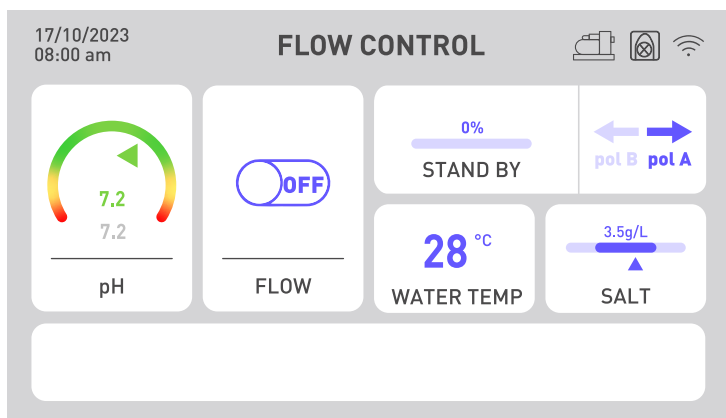 17/10/2023
08:00 am
FLOW CONTROL
7.2
7.2
pH
OFF
FLOW
0%
STAND BY
pol B pol A
28 °C
WATER TEMP
3.5g/L
SALT